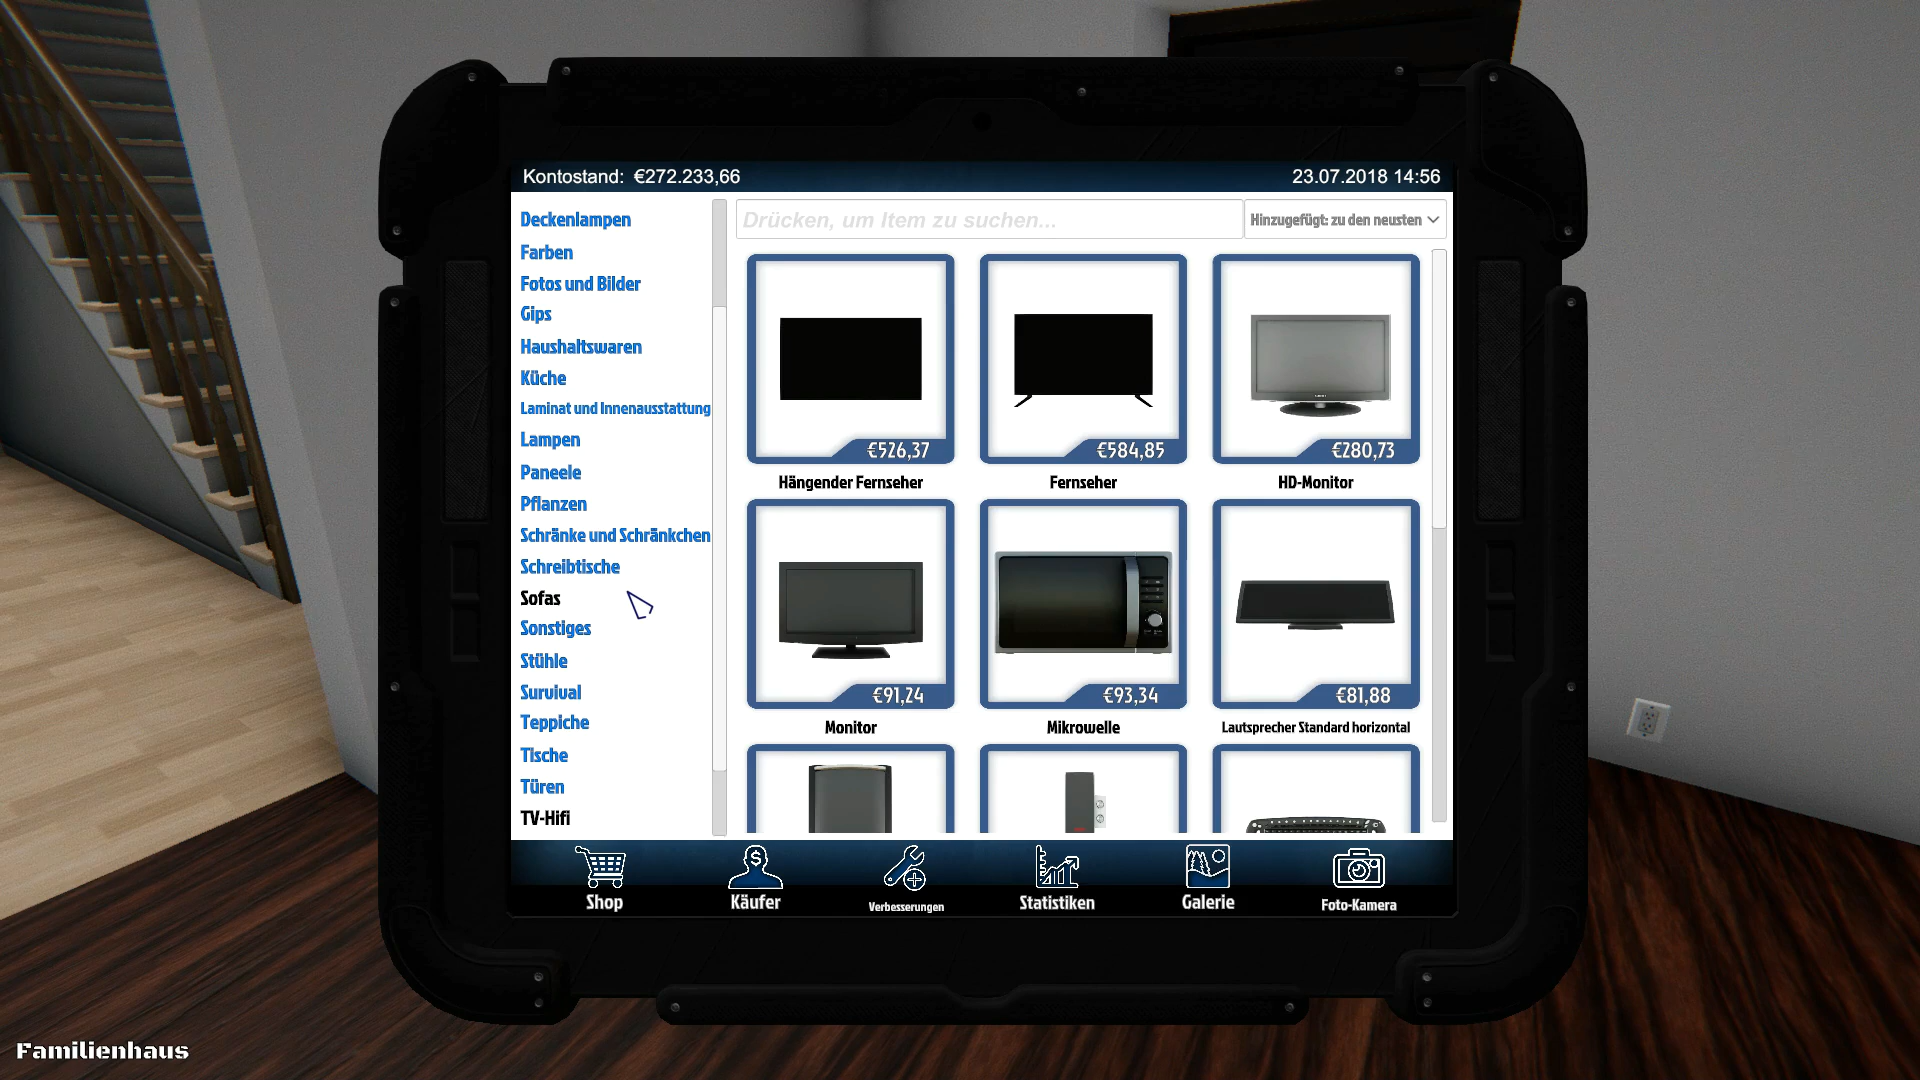 Kontostand: €272.233,66
23.07.2018 14:56
Deckenlampen
Farben
Fotos und Bilder
Gips
Haushaltswaren
Küche
Laminat und Innenausstattung
Lampen
Paneele
Pflanzen
Schränke und Schränkchen
Schreibtische
Sofas
Sonstiges
Stühle
Survival
Teppiche
Tische
Türen
TV-Hifi
Drücken, um Item zu suchen...
Hinzugefügt: zu den neusten
€526,37
€584,85
€280,73
Hängender Fernseher
Fernseher
HD-Monitor
€91,24
€93,34
€81,88
Monitor
Mikrowelle
Lautsprecher Standard horizontal
Shop
Käufer
Verbesserungen
Statistiken
Galerie
Foto-Kamera
Familienhaus